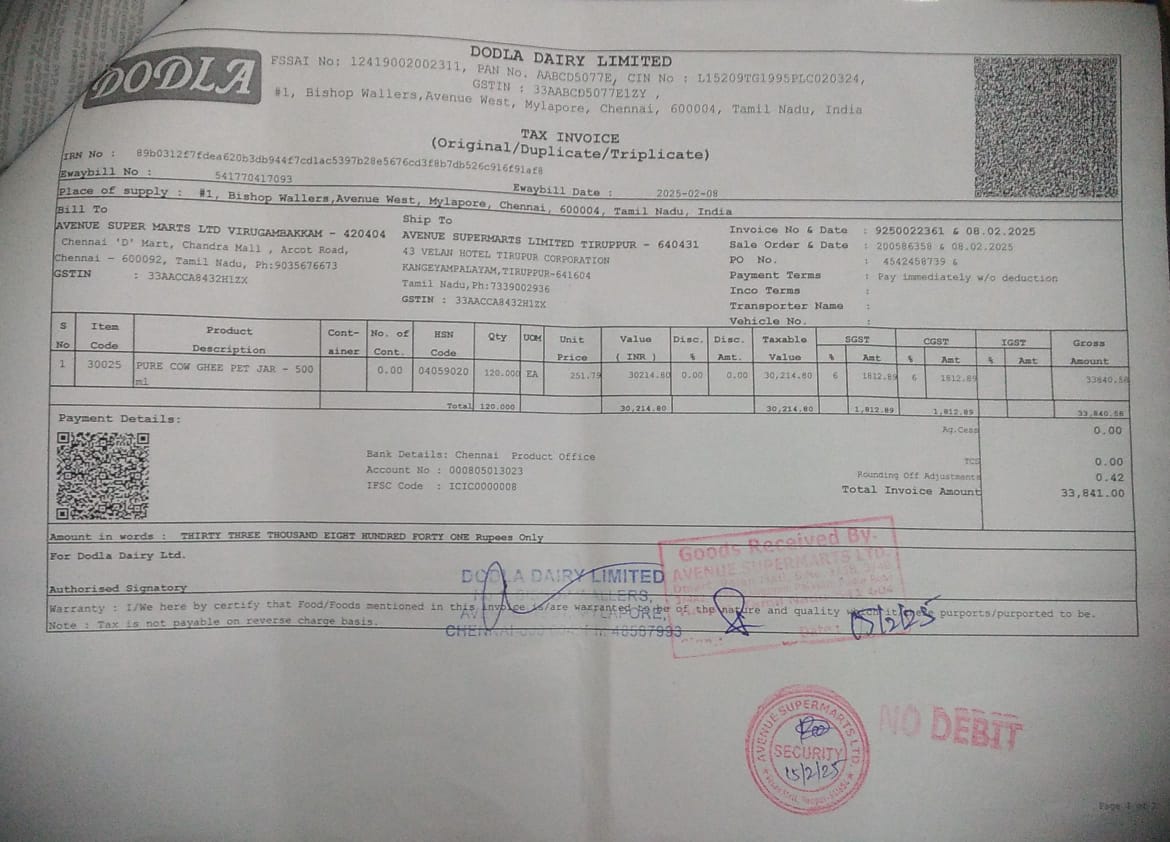 DODLA
DODLA DAIRY LIMITED
FSSAI No: 12419002002311, PAN No. AABCD5077E, CIN No : L15209TG1995PLC020324,
GSTIN : 33AABCD5077E1ZY ,
#1, Bishop Wallers,Avenue West, Mylapore, Chennai, 600004, Tamil Nadu, India
TAX INVOICE
(Original/Duplicate/Triplicate)
IRN No : 89b0312f7fdea620b3db944f7cd1ac5397b28e5676cd3f8b7db526c916f91af8
Ewaybill No : 541770417093 Ewaybill Date : 2025-02-08
Place of supply : #1, Bishop Wallers,Avenue West, Mylapore, Chennai, 600004, Tamil Nadu, India
Bill To
AVENUE SUPER MARTS LTD VIRUGAMBAKKAM - 420404
Chennai 'D' Mart, Chandra Mall , Arcot Road,
Chennai - 600092, Tamil Nadu, Ph:9035676673
GSTIN : 33AACCA8432H1ZX
Ship To
AVENUE SUPERMARTS LIMITED TIRUPPUR - 640431
43 VELAN HOTEL TIRUPUR CORPORATION
KANGEYAMPALAYAM,TIRUPPUR-641604
Tamil Nadu,Ph:7339002936
GSTIN : 33AACCA8432H1ZX
Invoice No & Date : 9250022361 & 08.02.2025
Sale Order & Date : 200586358 & 08.02.2025
PO No. : 4542458739 &
Payment Terms : Pay immediately w/o deduction
Inco Terms :
Transporter Name :
Vehicle No. :
S No Item Code Product Description Cont-ainer No. of Cont. HSN Code Qty UOM Unit Price Value ( INR ) Disc. % Disc. Amt. Taxable Value SGST % Amt CGST % Amt IGST % Amt Gross Amount
1 30025 PURE COW GHEE PET JAR - 500 ml 0.00 04059020 120.000 EA 251.79 30214.80 0.00 0.00 30,214.80 6 1812.89 6 1812.89 33840.58
Total 120.000 30,214.80 30,214.80 1,812.89 1,812.89 33,840.58
Payment Details:
Bank Details: Chennai Product Office
Account No : 000805013023
IFSC Code : ICIC0000008
Ag.Cess 0.00
TCS 0.00
Rounding Off Adjustments 0.42
Total Invoice Amount 33,841.00
Amount in words : THIRTY THREE THOUSAND EIGHT HUNDRED FORTY ONE Rupees Only
For Dodla Dairy Ltd.
Authorised Signatory
Warranty : I/We here by certify that Food/Foods mentioned in this invoice is/are warranted to be of the nature and quality purports/purported to be.
Note : Tax is not payable on reverse charge basis.
DODLA DAIRY LIMITED
Goods Received By.
AVENUE SUPERMARTS LTD.
Date:
15/2/25
AVENUE SUPERMARTS LTD.
SECURITY
15/2/25
NO DEBIT